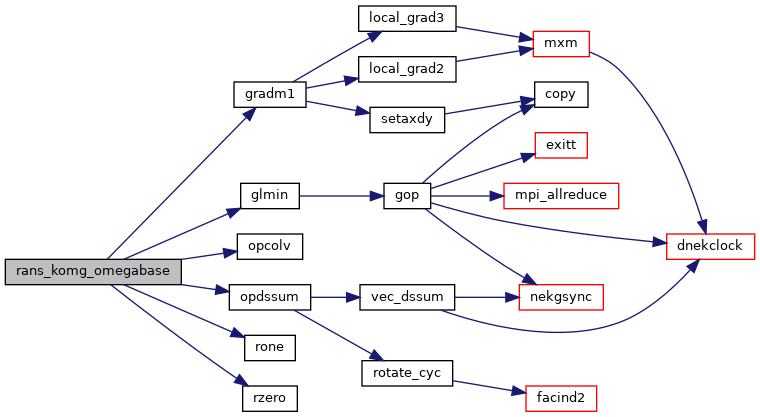 local_grad3
mxm
local_grad2
gradm1
copy
setaxdy
exitt
glmin
gop
mpi_allreduce
opcolv
dnekclock
rans_komg_omegabase
opdssum
vec_dssum
nekgsync
rone
rotate_cyc
rzero
facind2